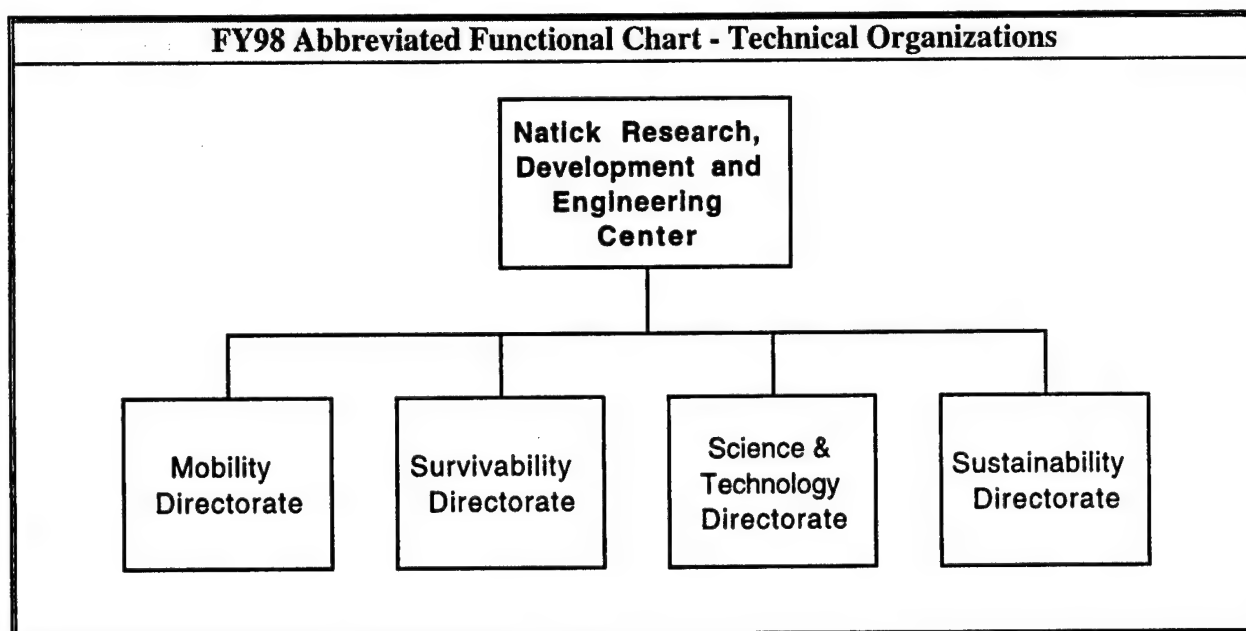 FY98 Abbreviated Functional Chart - Technical Organizations
Natick Research,
Development and
Engineering
Center
Mobility
Directorate
Survivability
Directorate
Science &
Technology
Directorate
Sustainability
Directorate